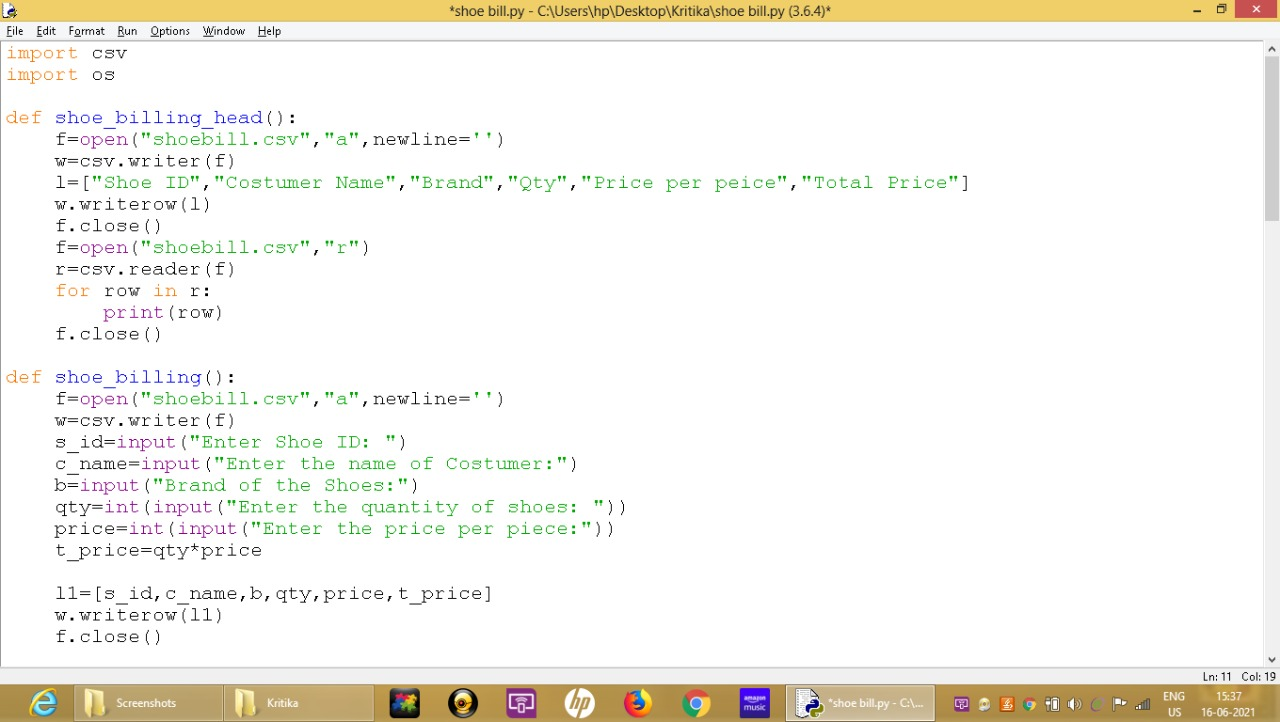 *shoe bill.py - C:\Users\hp\Desktop\Kritika\shoe bill.py (3.6.4)*
File Edit Format Run Options Window Help
import csv
import os
def shoe_billing_head():
    f=open("shoebill.csv","a",newline='')
    w=csv.writer(f)
    l=["Shoe ID","Costumer Name","Brand","Qty","Price per peice","Total Price"]
    w.writerow(l)
    f.close()
    f=open("shoebill.csv","r")
    r=csv.reader(f)
    for row in r:
        print(row)
    f.close()
def shoe_billing():
    f=open("shoebill.csv","a",newline='')
    w=csv.writer(f)
    s_id=input("Enter Shoe ID: ")
    c_name=input("Enter the name of Costumer:")
    b=input("Brand of the Shoes:")
    qty=int(input("Enter the quantity of shoes: "))
    price=int(input("Enter the price per piece:"))
    t_price=qty*price
    l1=[s_id,c_name,b,qty,price,t_price]
    w.writerow(l1)
    f.close()
Ln: 11 Col: 19
Screenshots
Kritika
hp
amazon music
*shoe bill.py - C:\...
ENG US
15:37
16-06-2021